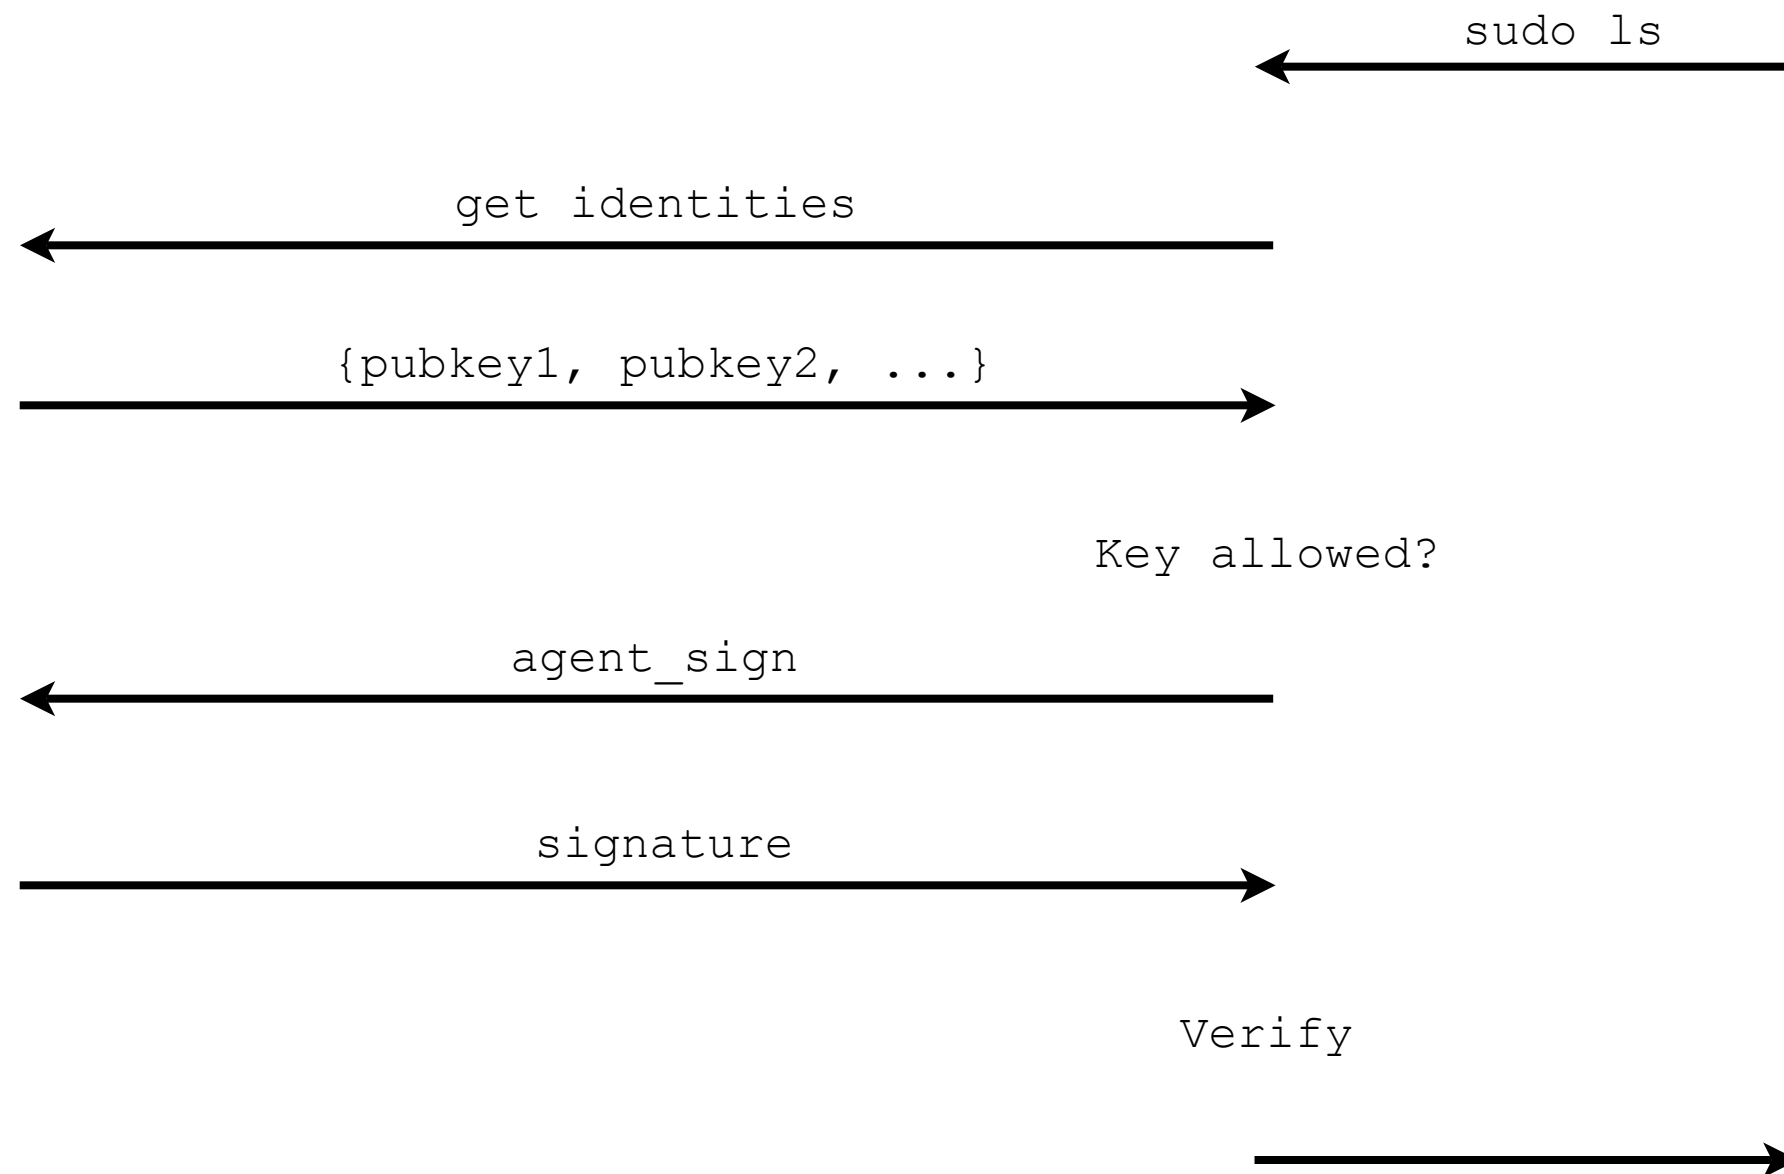 sudo ls
get identities
{pubkey1, pubkey2, ...}
Key allowed?
agent_sign
signature
Verify